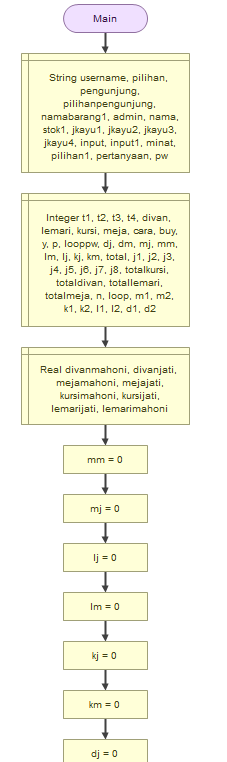 Main
String username, pilihan,
pengunjung,
pilihanpengunjung,
namabarang1, admin, nama,
stok1, jkayu1, jkayu2, jkayu3,
jkayu4, input, input1, minat,
pilihan1, pertanyaan, pw
Integer t1, t2, t3, t4, divan,
lemari, kursi, meja, cara, buy,
y, p, looppw, dj, dm, mj, mm,
lm, lj, kj, km, total, j1, j2, j3,
j4, j5, j6, j7, j8, totalkursi,
totaldivan, totallemari,
totalmeja, n, loop, m1, m2,
k1, k2, l1, l2, d1, d2
Real divanmahoni, divanjati,
mejamahoni, mejajati,
kursimahoni, kursijati,
lemarijati, lemarimahoni
mm = 0
mj = 0
lj = 0
lm = 0
kj = 0
km = 0
dj = 0